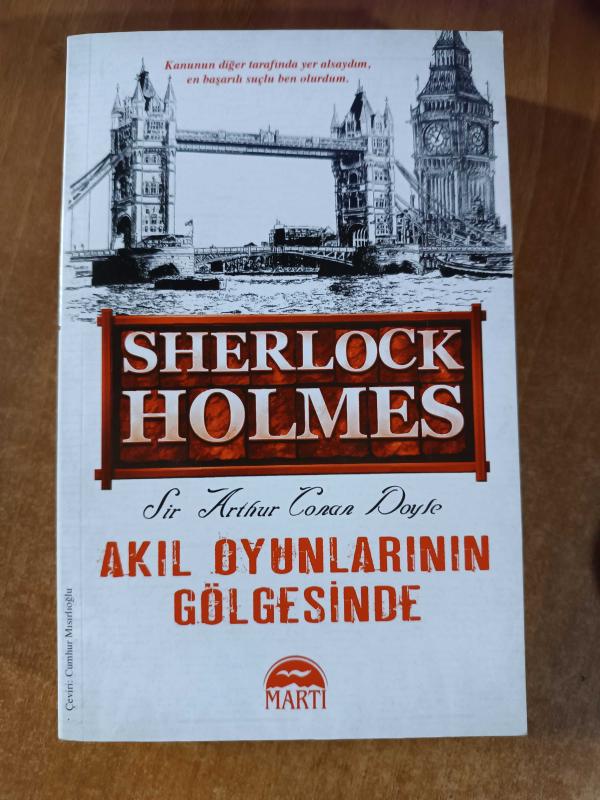 Kanunun diğer tarafında yer alsaydım,
en başarılı suçlu ben olurdum.
SHERLOCK
HOLMES
Sir Arthur Conan Doyle
AKIL OYUNLARININ
GÖLGESİNDE
Çeviri: Cumhur Mısırlıoğlu
MARTI